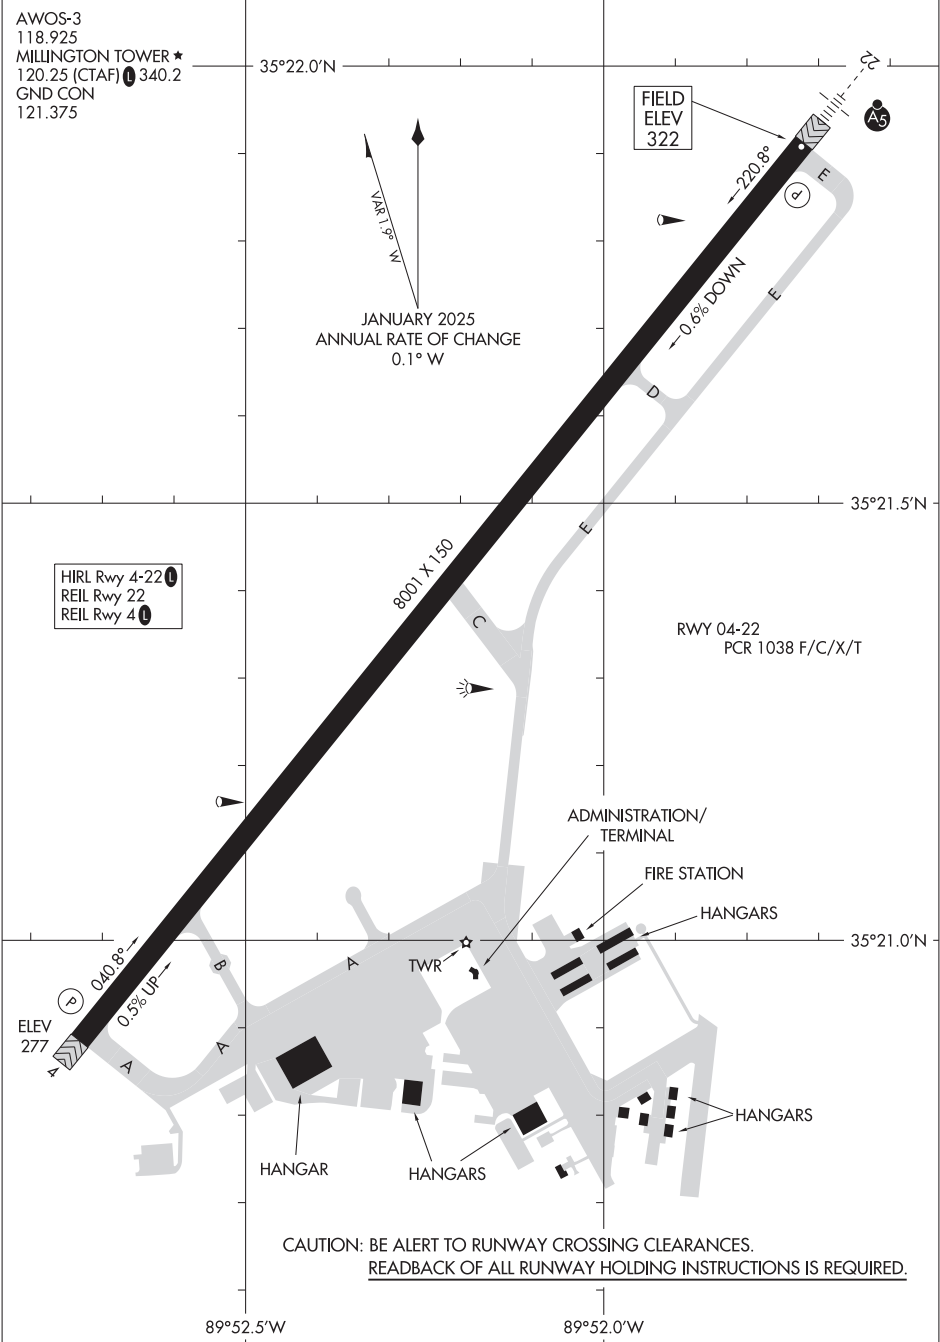 AWOS-3
118.925
MILLINGTON TOWER ★
120.25 (CTAF) L 340.2
GND CON
121.375
35°22.0'N
22
FIELD
ELEV
322
A5
220.8°
E
P
VAR 1.9° W
0.6% DOWN
E
JANUARY 2025
ANNUAL RATE OF CHANGE
0.1° W
D
35°21.5'N
E
8001 X 150
HIRL Rwy 4-22 L
REIL Rwy 22
REIL Rwy 4 L
C
RWY 04-22
PCR 1038 F/C/X/T
ADMINISTRATION/
TERMINAL
FIRE STATION
HANGARS
35°21.0'N
TWR
A
B
040.8°
0.5% UP
P
ELEV
277
A
A
4
HANGAR
HANGARS
HANGARS
CAUTION: BE ALERT TO RUNWAY CROSSING CLEARANCES.
READBACK OF ALL RUNWAY HOLDING INSTRUCTIONS IS REQUIRED.
89°52.5'W
89°52.0'W